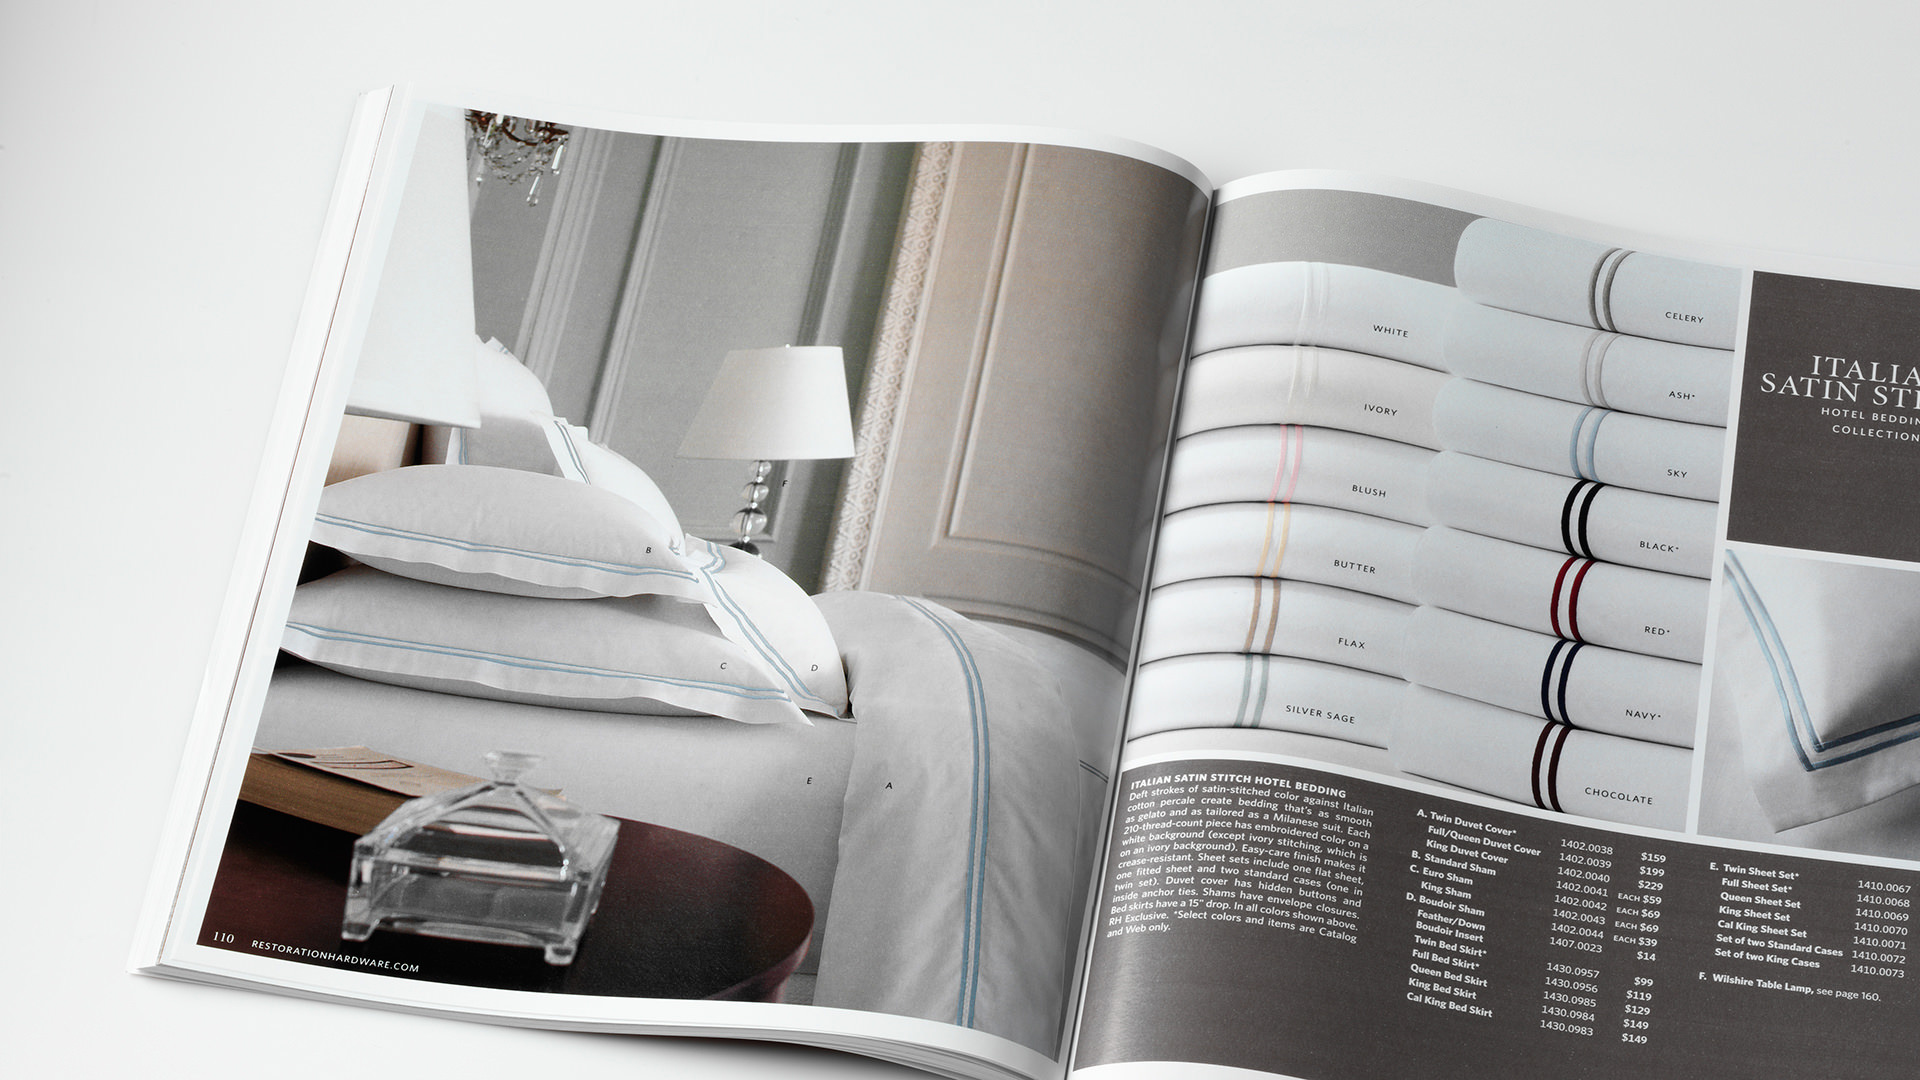 F
B
C
D
E
A
110 RESTORATIONHARDWARE.COM
WHITE
IVORY
BLUSH
BUTTER
FLAX
SILVER SAGE
CELERY
ASH*
SKY
BLACK*
RED*
NAVY*
CHOCOLATE
ITALIA
SATIN STI
HOTEL BEDDIN
COLLECTION
ITALIAN SATIN STITCH HOTEL BEDDING
Deft strokes of satin-stitched color against Italian
cotton percale create bedding that's as smooth
as gelato and as tailored as a Milanese suit. Each
210-thread-count piece has embroidered color on a
white background (except ivory stitching, which is
on an ivory background). Easy-care finish makes it
crease-resistant. Sheet sets include one flat sheet,
one fitted sheet and two standard cases (one in
twin set). Duvet cover has hidden buttons and
inside anchor ties. Shams have envelope closures.
Bed skirts have a 15" drop. In all colors shown above.
RH Exclusive. *Select colors and items are Catalog
and Web only.
A. Twin Duvet Cover* 1402.0038 $159
Full/Queen Duvet Cover 1402.0039 $199
King Duvet Cover 1402.0040 $229
B. Standard Sham 1402.0041 EACH $59
C. Euro Sham 1402.0042 EACH $69
King Sham 1402.0043 EACH $69
D. Boudoir Sham 1402.0044 EACH $39
Feather/Down
Boudoir Insert 1407.0023 $14
Twin Bed Skirt* 1430.0957 $99
Full Bed Skirt* 1430.0956 $119
Queen Bed Skirt 1430.0985 $129
King Bed Skirt 1430.0984 $149
Cal King Bed Skirt 1430.0983 $149
E. Twin Sheet Set* 1410.0067
Full Sheet Set* 1410.0068
Queen Sheet Set 1410.0069
King Sheet Set 1410.0070
Cal King Sheet Set 1410.0071
Set of two Standard Cases 1410.0072
Set of two King Cases 1410.0073
F. Wilshire Table Lamp, see page 160.